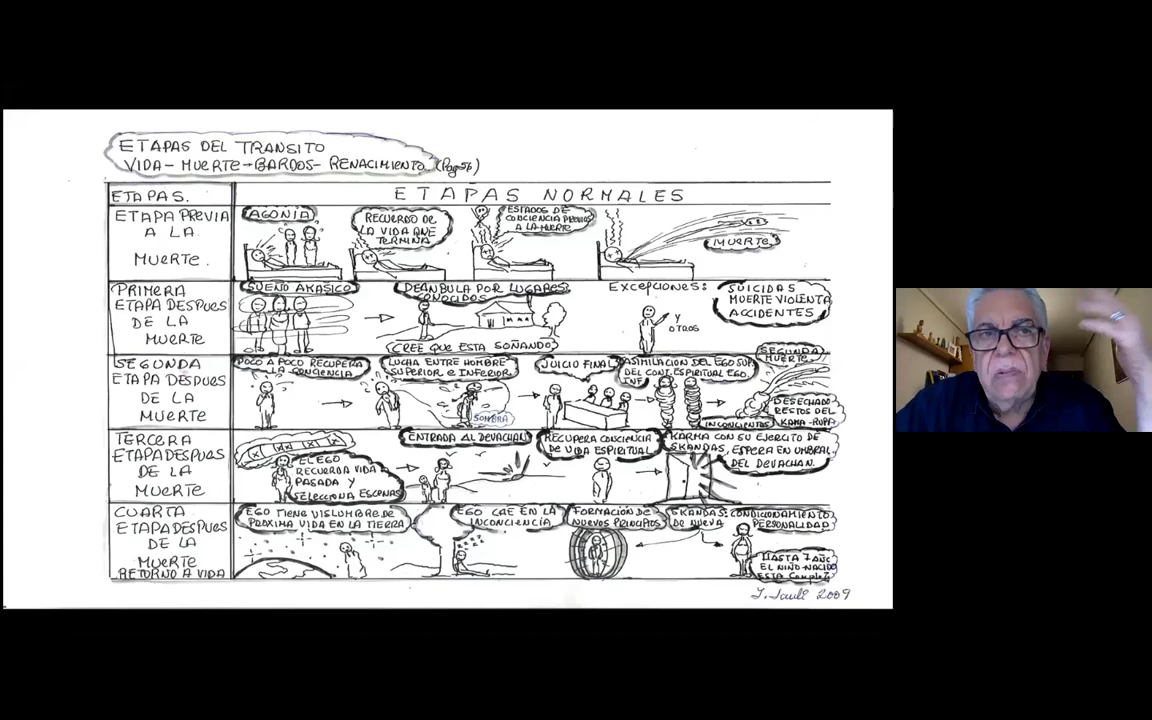 ETAPAS DEL TRANSITO
VIDA - MUERTE - BARDOS - RENACIMIENTO (Pag 56)
ETAPAS.
ETAPAS NORMALES
ETAPA PREVIA
A LA
MUERTE.
AGONIA
RECUERDO DE
LA VIDA QUE
TERMINA
ESTADOS DE
CONCIENCIA PREVIOS
A LA MUERTE
MUERTE
PRIMERA
ETAPA DESPUES
DE LA
MUERTE
SUEÑO AKASICO
DEANBULA POR LUGARES
CONOCIDOS
CREE QUE ESTA SOÑANDO
EXCEPCIONES:
Y
OTROS
SUICIDAS
MUERTE VIOLENTA
ACCIDENTES
SEGUNDA
ETAPA DESPUES
DE LA
MUERTE
POCO A POCO RECUPERA
LA CONCIENCIA
LUCHA ENTRE HOMBRE
SUPERIOR E INFERIOR
SOMBRA
JUICIO FINAL
ASIMILACION DEL EGO SUP.
DEL CONT. ESPIRITUAL EGO.
INF.
INCONCIENTES
SEGUNDA
MUERTE
DESECHADO
RESTOS DEL
KAMA-RUPA
TERCERA
ETAPA DESPUES
DE LA
MUERTE
EL EGO
RECUERDA VIDA
PASADA Y
SELECCIONA ESCENAS
ENTRADA AL DEVACHAN
RECUPERA CONCIENCIA
DE VIDA ESPIRITUAL
KARMA CON SU EJERCITO DE
SKANDAS, ESPERA EN UMBRAL
DEL DEVACHAN.
CUARTA
ETAPA DESPUES
DE LA
MUERTE
RETORNO A VIDA
EGO TIENE VISLUMBRE DE
PROXIMA VIDA EN LA TIERRA
EGO CAE EN LA
INCONCIENCIA
FORMACIÓN DE
NUEVOS PRINCIPIOS
SKANDAS: CONDICIONAMIENTO
DE NUEVA PERSONALIDAD
HASTA 7 AÑOS
EL NIÑO NACIDO
ESTA
2009